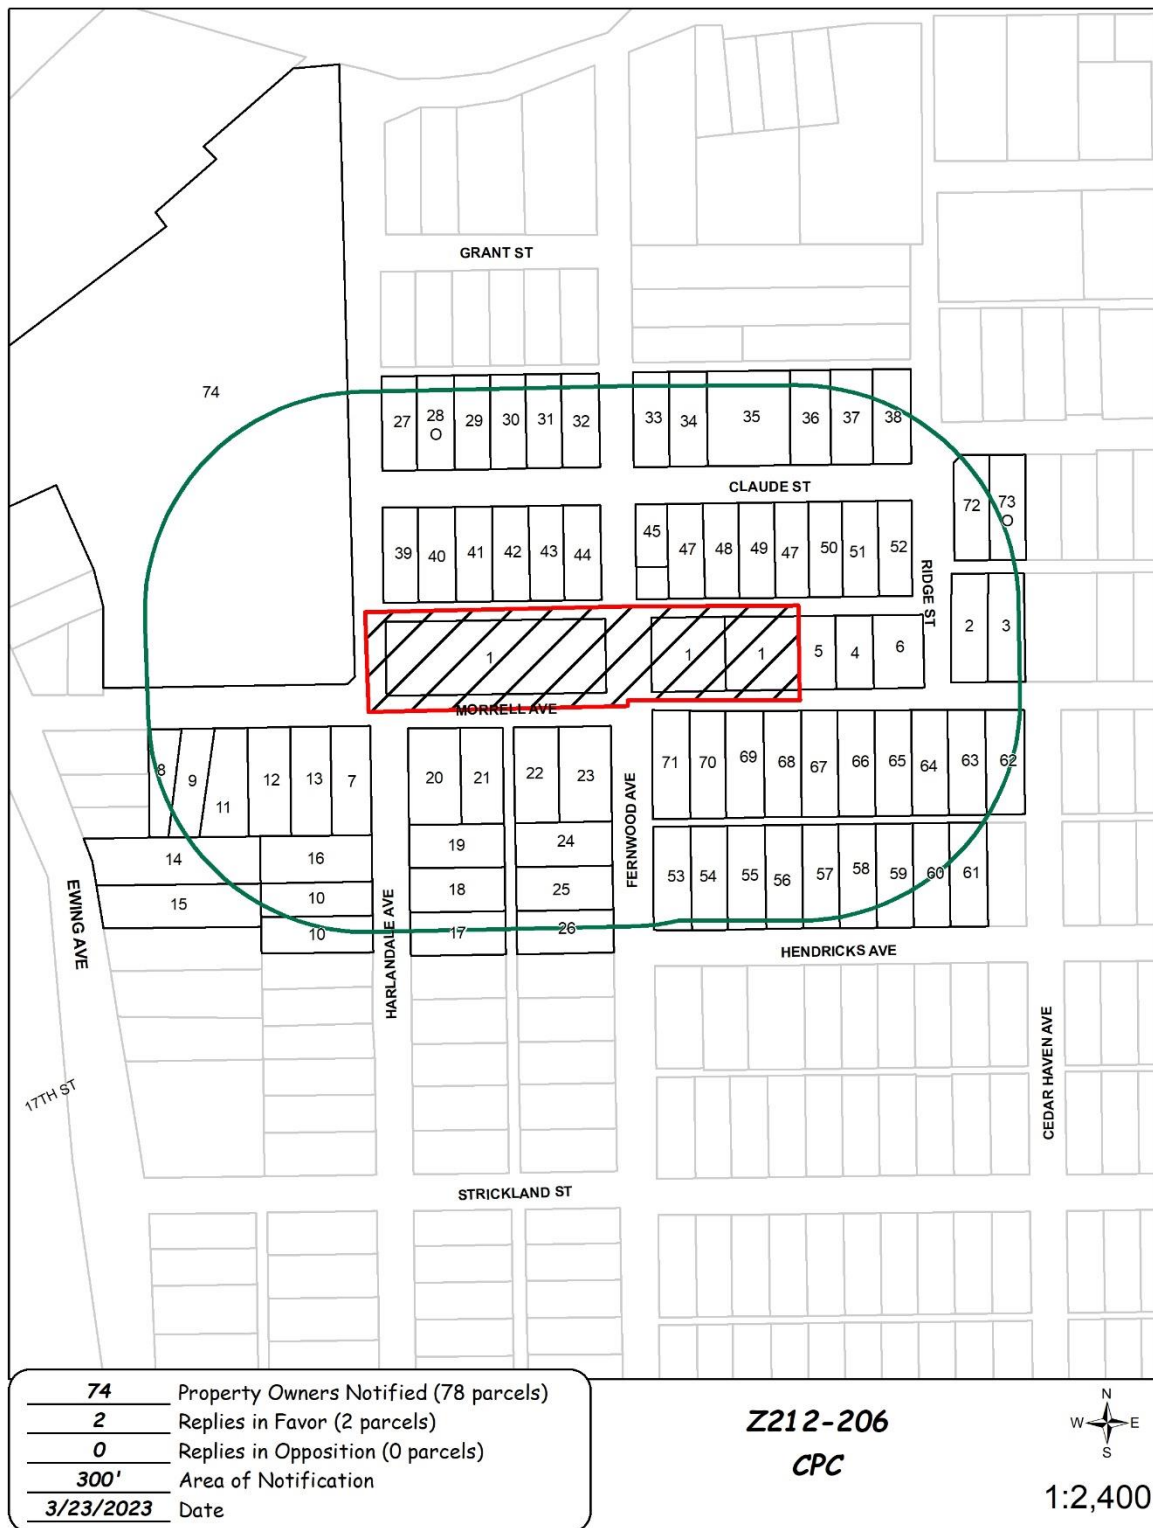 GRANT ST
74
27 28 29 30 31 32 33 34 35 36 37 38
O
CLAUDE ST
72 73
O
39 40 41 42 43 44 45 47 48 49 47 50 51 52
RIDGE ST
1 1 1 5 4 6 2 3
MORRELL AVE
8 9 11 12 13 7 20 21 22 23 71 70 69 68 67 66 65 64 63 62
FERNWOOD AVE
14 16 19 24
15 10 18 25 53 54 55 56 57 58 59 60 61
10 17 26
EWING AVE
HARLANDALE AVE
HENDRICKS AVE
CEDAR HAVEN AVE
17TH ST
STRICKLAND ST
74 Property Owners Notified (78 parcels)
2 Replies in Favor (2 parcels)
0 Replies in Opposition (0 parcels)
300' Area of Notification
3/23/2023 Date
Z212-206
CPC
N
W E
S
1:2,400